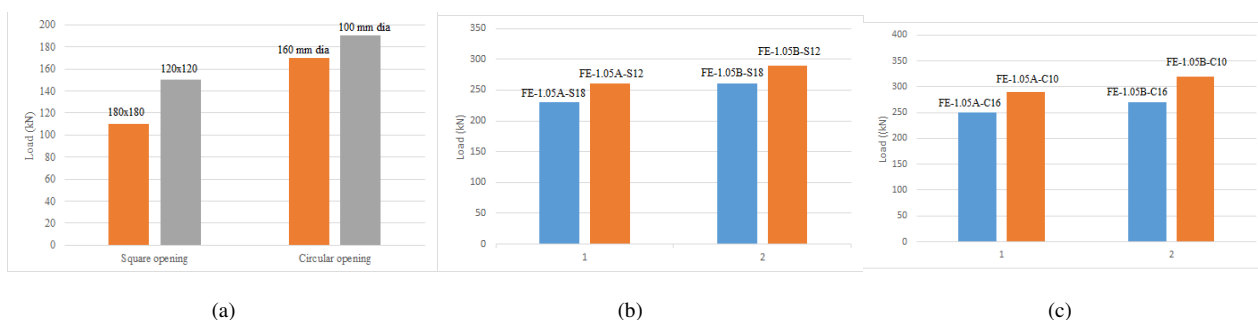 200
180
160
140
120
100
80
60
40
20
0
Load (kN)
180x180
120x120
160 mm dia
100 mm dia
Square opening
Circular opening
(a)
350
300
250
200
150
100
50
0
Load (kN)
FE-1.05A-S18
FE-1.05A-S12
FE-1.05B-S18
FE-1.05B-S12
1
2
(b)
400
350
300
250
200
150
100
50
0
Load ((kN)
FE-1.05A-C16
FE-1.05A-C10
FE-1.05B-C16
FE-1.05B-C10
1
2
(c)